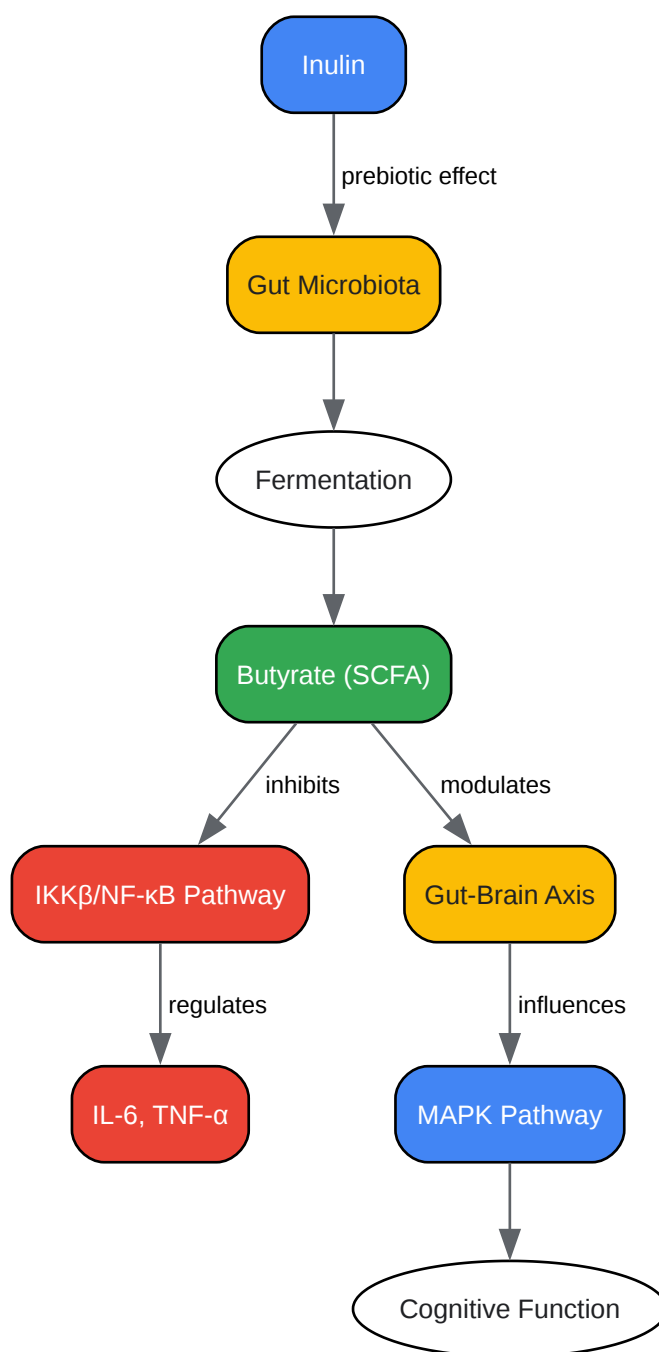 Inulin
prebiotic effect
Gut Microbiota
Fermentation
Butyrate (SCFA)
inhibits
modulates
IKKβ/NF-κB Pathway
Gut-Brain Axis
regulates
influences
IL-6, TNF-α
MAPK Pathway
Cognitive Function